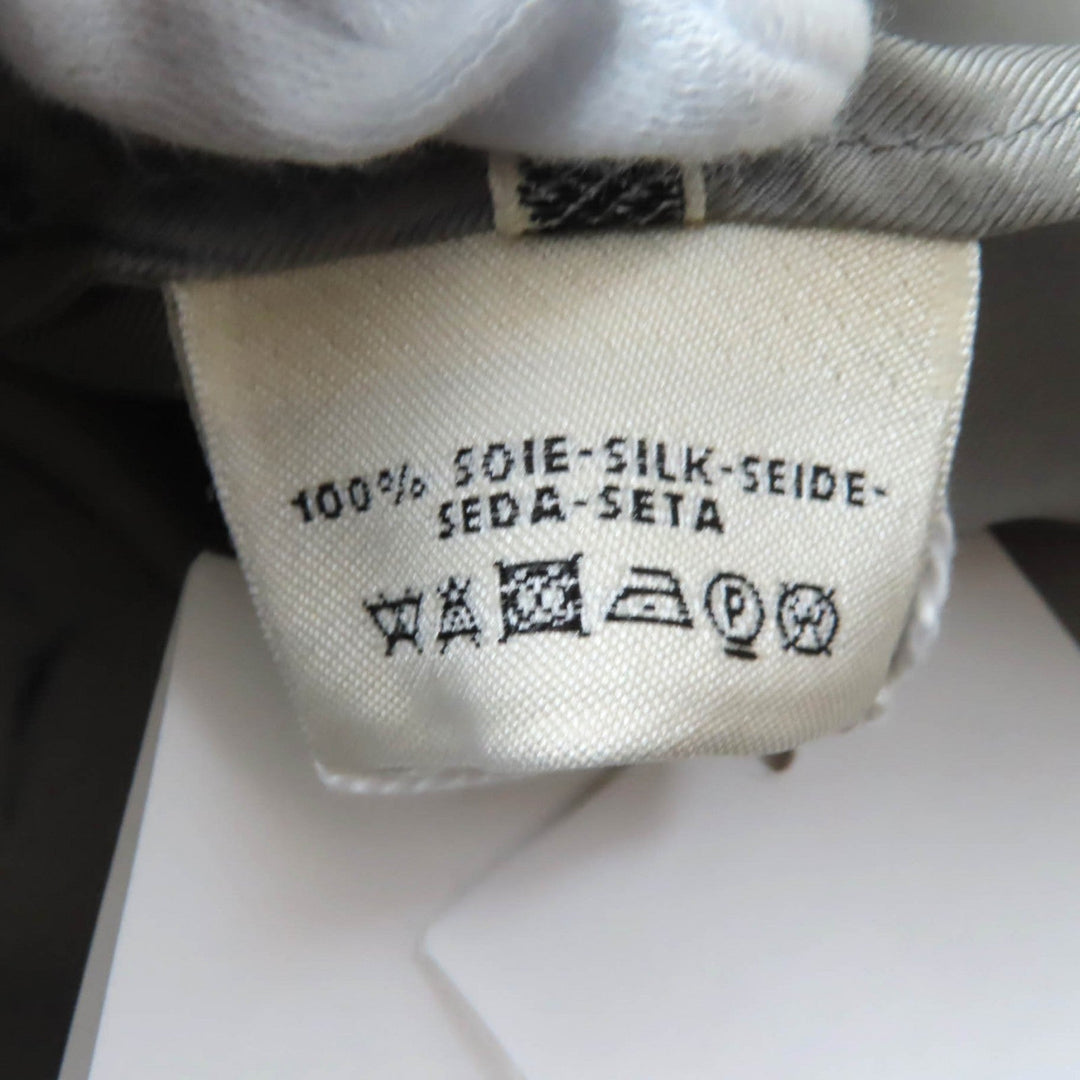 100% SOIE-SILK-SEIDE-
SEDA-SETA
P W